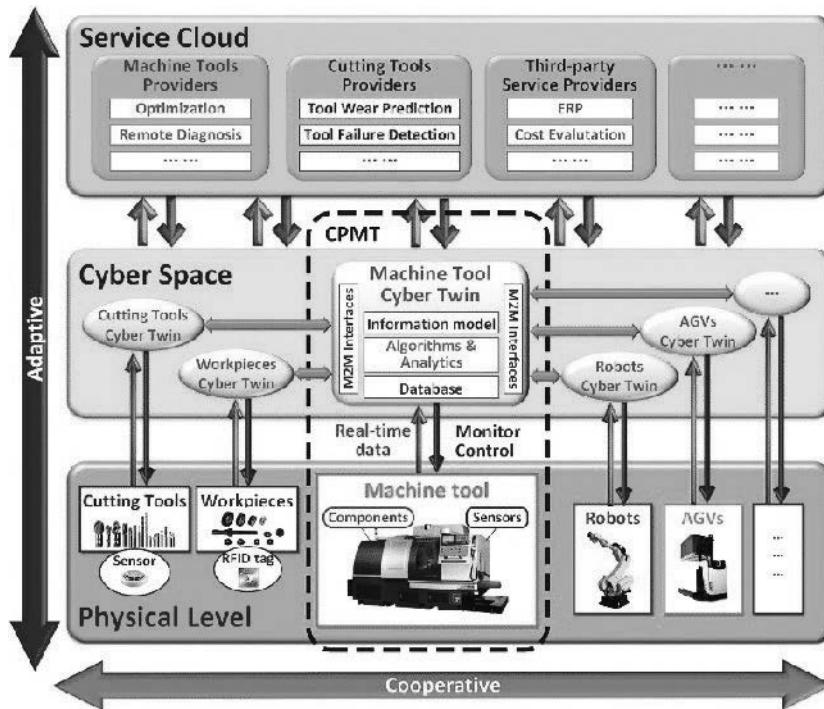 Service Cloud
Machine Tools
Providers
Optimization
Remote Diagnosis
... ...
Cutting Tools
Providers
Tool Wear Prediction
Tool Failure Detection
... ...
Third-party
Service Providers
ERP
Cost Evalutation
... ...
... ...
... ...
... ...
... ...
CPMT
Cyber Space
Cutting Tools
Cyber Twin
Workpieces
Cyber Twin
Machine Tool
Cyber Twin
M2M Interfaces
Information model
Algorithms &
Analytics
Database
M2M Interfaces
Robots
Cyber Twin
AGVs
Cyber Twin
...
Real-time
data
Monitor
Control
Cutting Tools
Sensor
Workpieces
RFID tag
Machine tool
Components
Sensors
Robots
AGVs
...
...
...
Physical Level
Adaptive
Cooperative